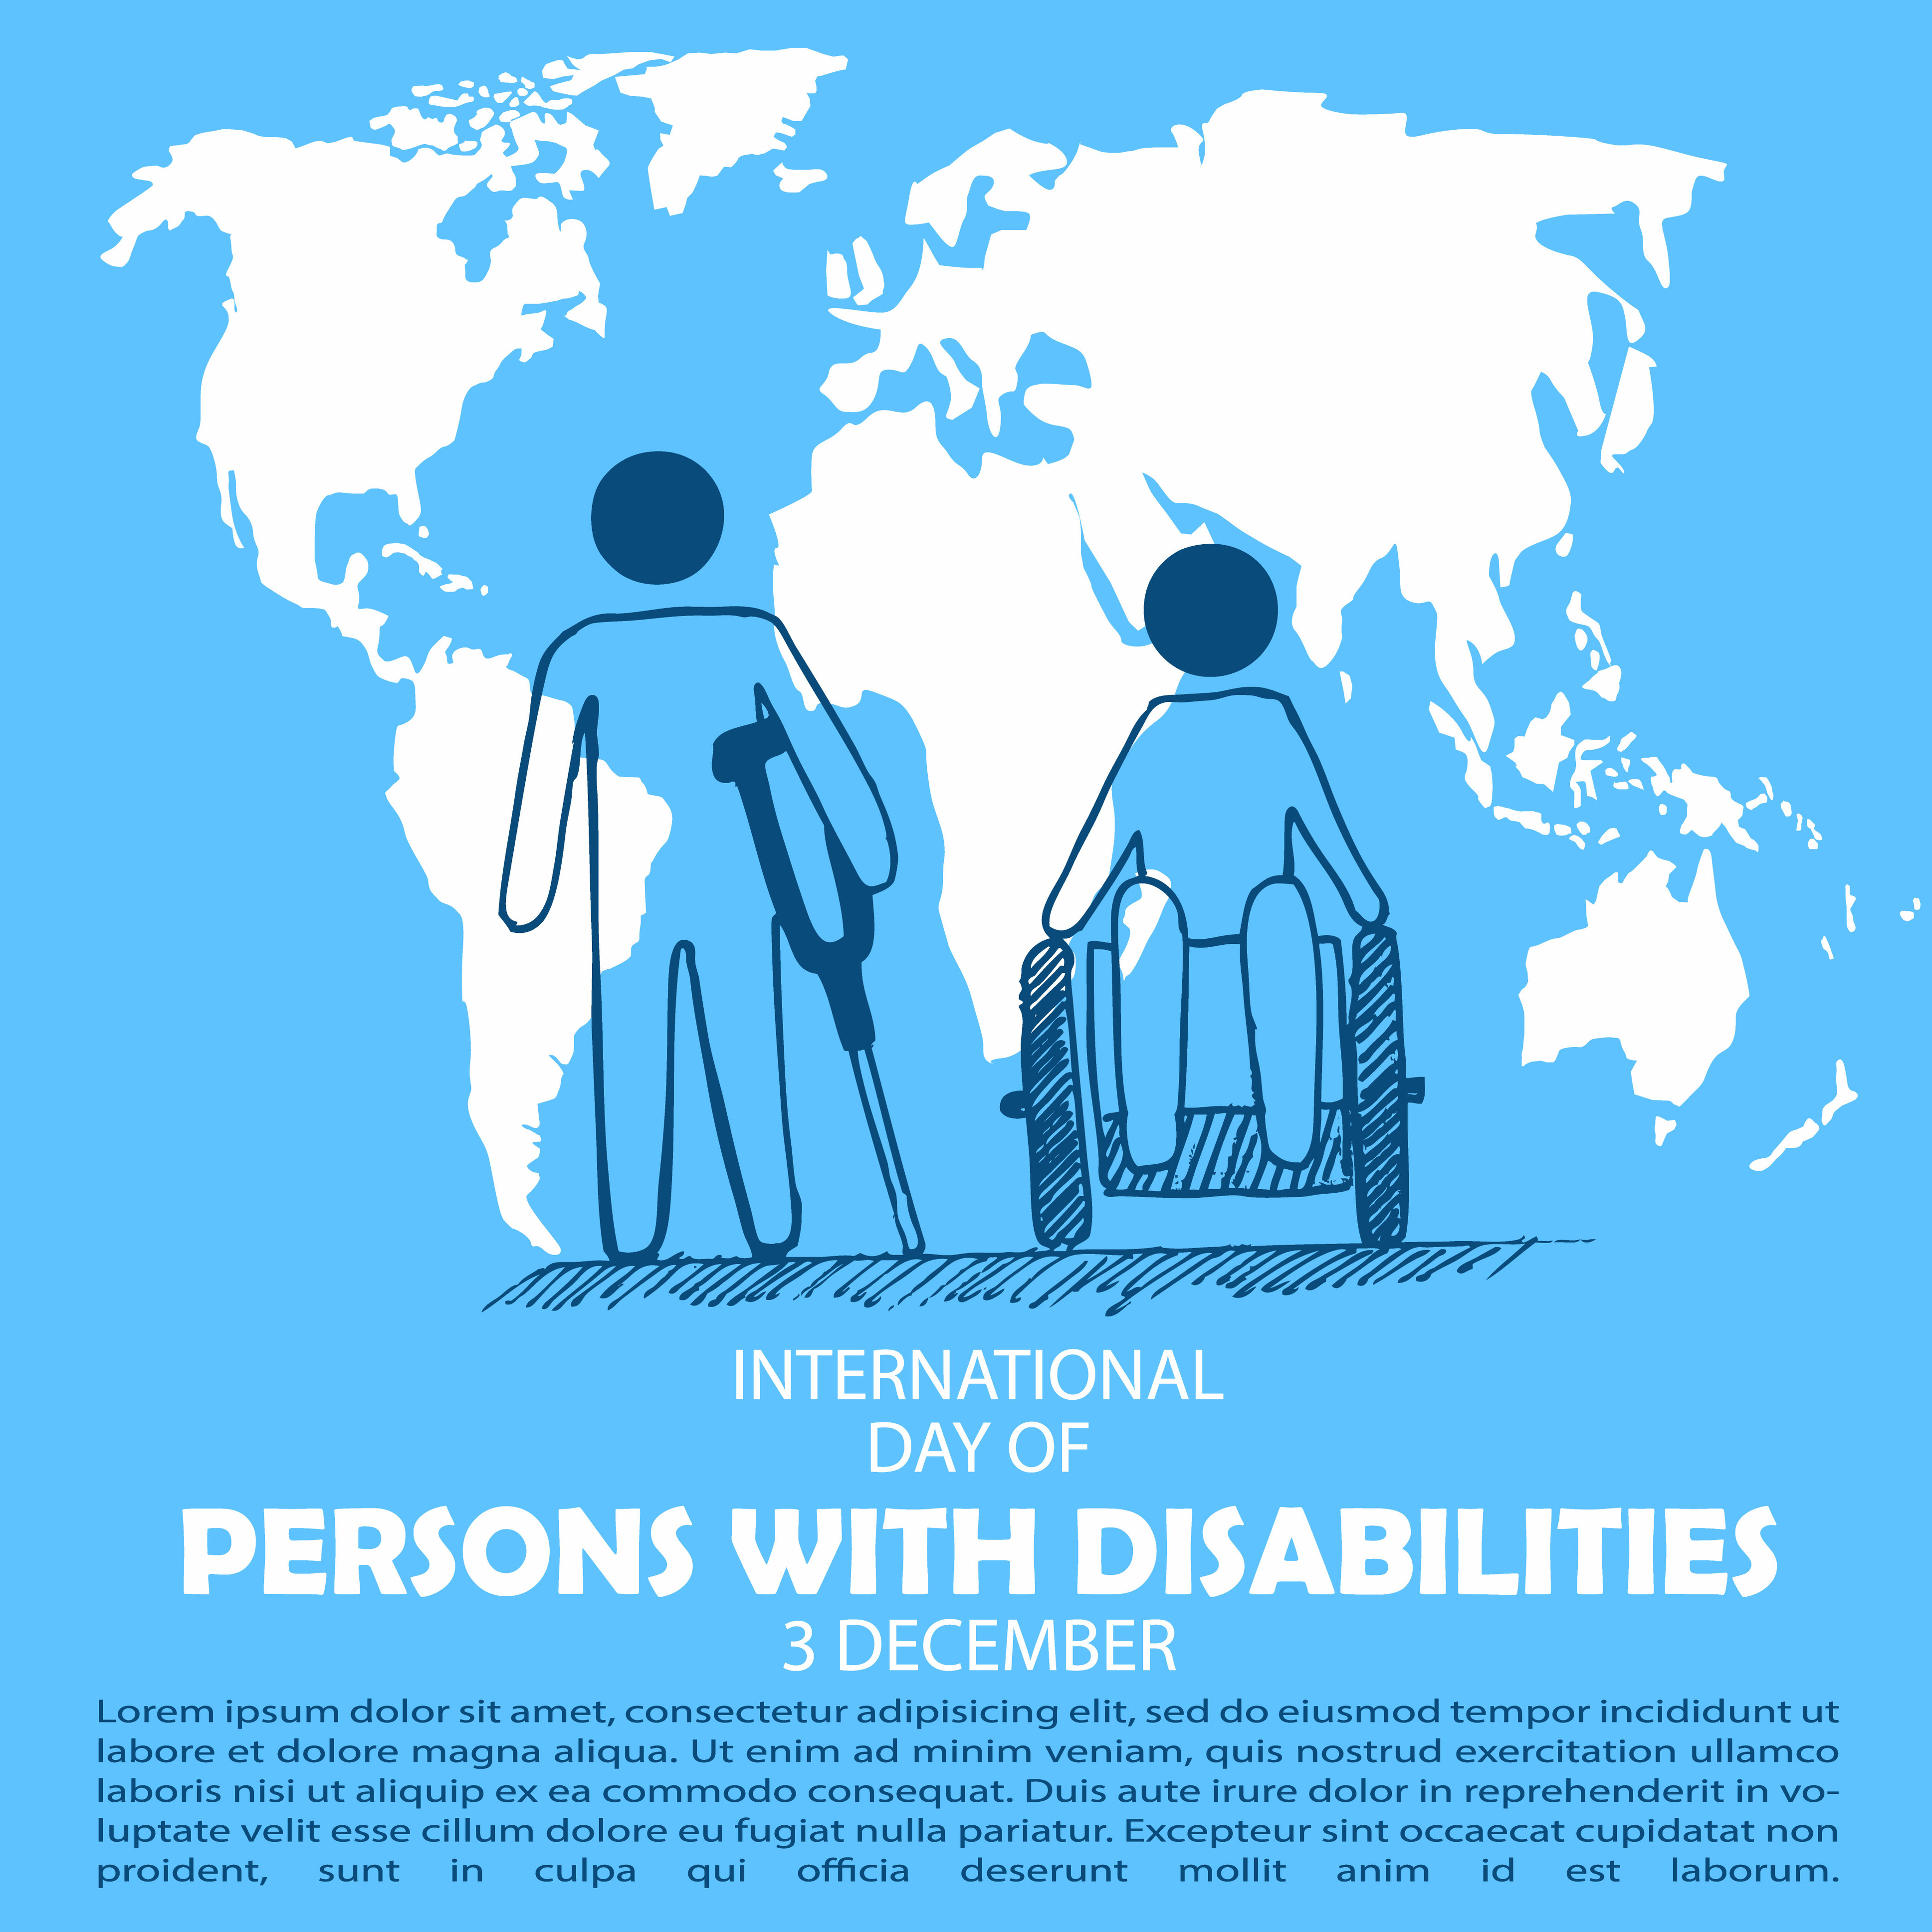 INTERNATIONAL
DAY OF
PERSONS WITH DISABILITIES
3 DECEMBER
Lorem ipsum dolor sit amet, consectetur adipisicing elit, sed do eiusmod tempor incididunt ut
labore et dolore magna aliqua. Ut enim ad minim veniam, quis nostrud exercitation ullamco
laboris nisi ut aliquip ex ea commodo consequat. Duis aute irure dolor in reprehenderit in vo-
luptate velit esse cillum dolore eu fugiat nulla pariatur. Excepteur sint occaecat cupidatat non
proident, sunt in culpa qui officia deserunt mollit anim id est laborum.